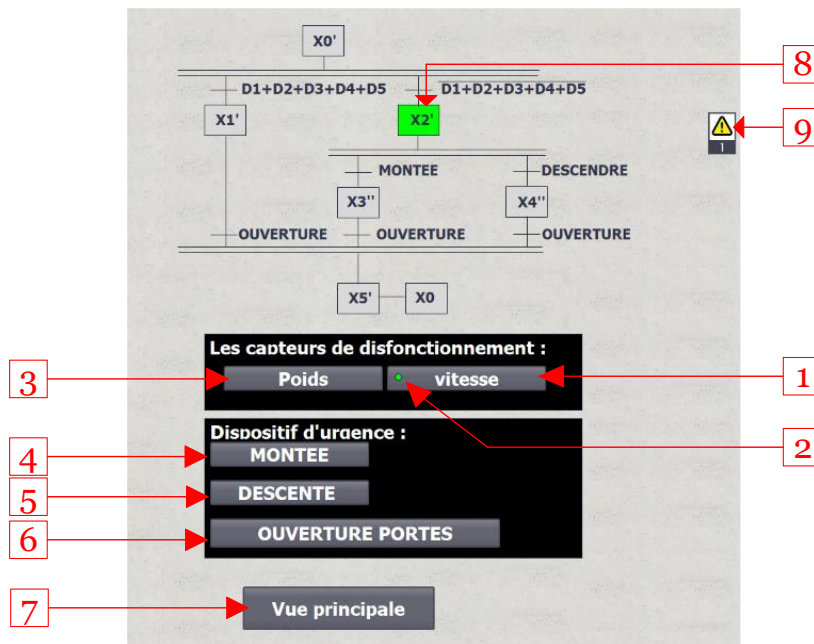 X0'
8
D1+D2+D3+D4+D5 D1+D2+D3+D4+D5
X1' X2'
9
1
MONTEE DESCENDRE
X3'' X4''
OUVERTURE OUVERTURE OUVERTURE
X5' X0
Les capteurs de disfonctionnement :
3 Poids vitesse 1
2
Dispositif d'urgence :
4 MONTEE
5 DESCENTE
6 OUVERTURE PORTES
7 Vue principale